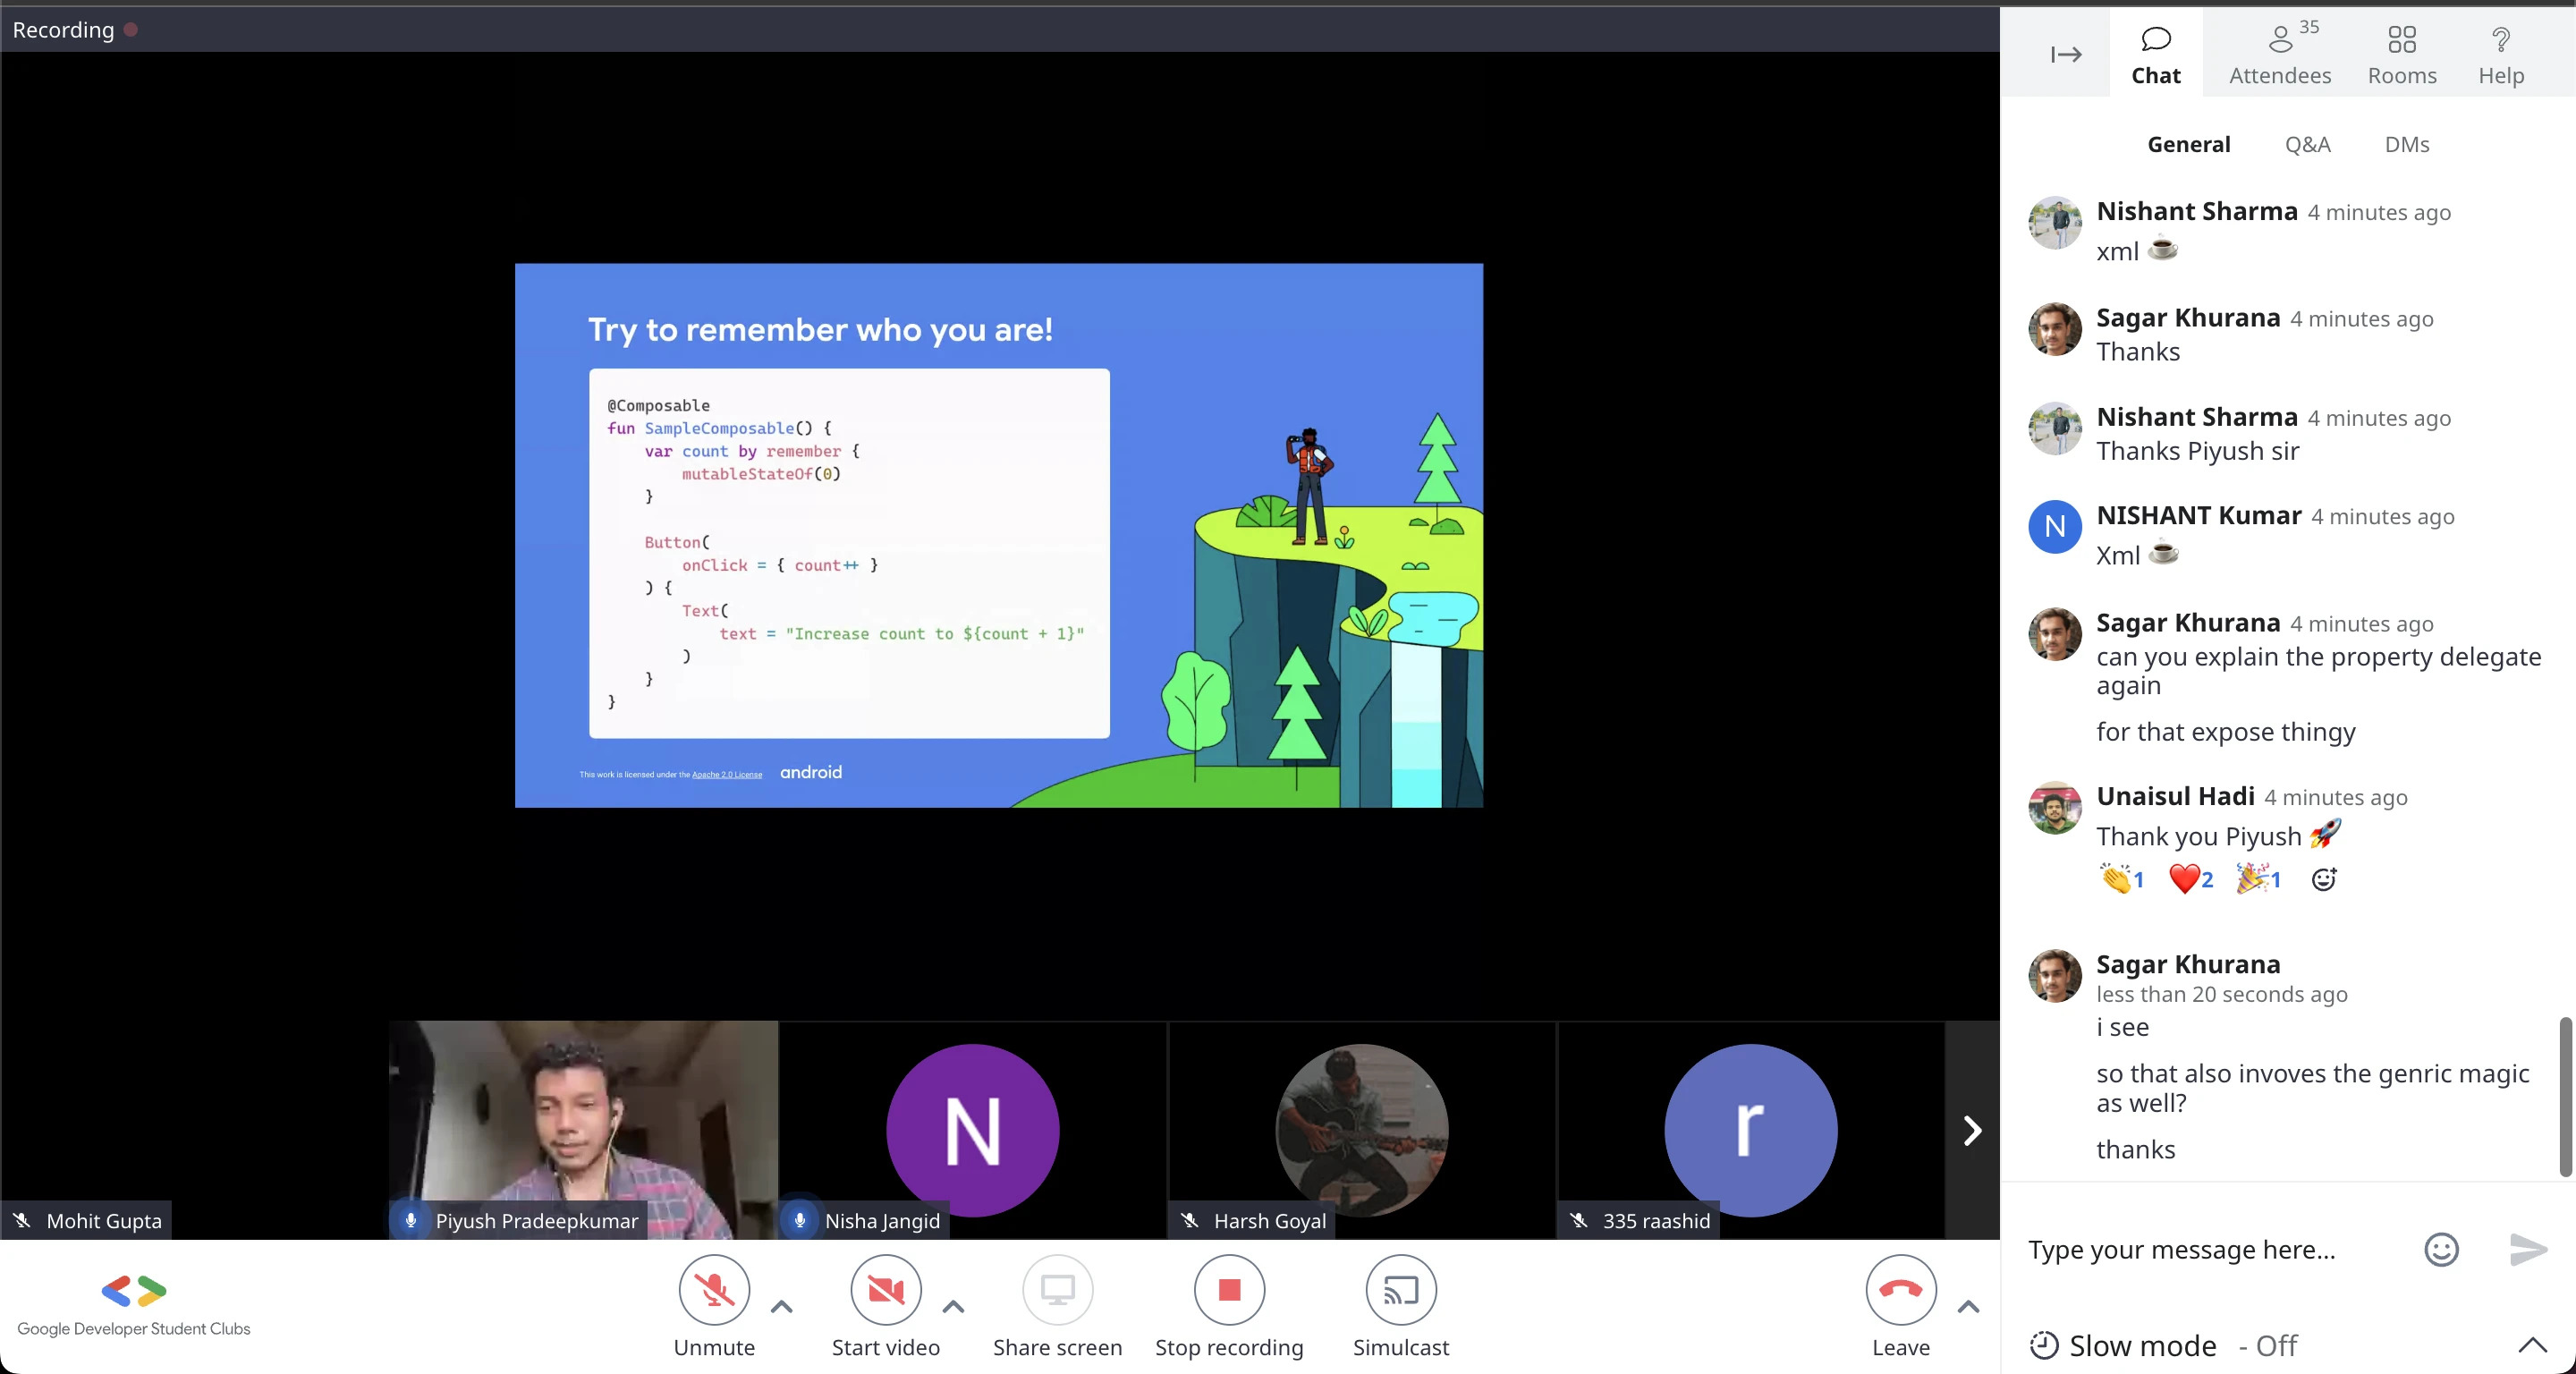 Recording
Try to remember who you are!
@Composable
fun SampleComposable() {
var count by remember {
mutableStateOf(0)
}
Button(
onClick = { count++ }
) {
Text(
text = "Increase count to ${count + 1}"
)
}
}
This work is licensed under the Apache 2.0 License
android
Mohit Gupta
Piyush Pradeepkumar
N
Nisha Jangid
Harsh Goyal
r
335 raashid
Google Developer Student Clubs
Unmute
Start video
Share screen
Stop recording
Simulcast
Leave
Chat
35
Attendees
Rooms
Help
General
Q&A
DMs
Nishant Sharma 4 minutes ago
xml ☕
Sagar Khurana 4 minutes ago
Thanks
Nishant Sharma 4 minutes ago
Thanks Piyush sir
N
NISHANT Kumar 4 minutes ago
Xml ☕
Sagar Khurana 4 minutes ago
can you explain the property delegate
again
for that expose thingy
Unaisul Hadi 4 minutes ago
Thank you Piyush 🚀
👏1 ❤️2 🎉1
Sagar Khurana
less than 20 seconds ago
i see
so that also invoves the genric magic
as well?
thanks
Type your message here...
Slow mode - Off